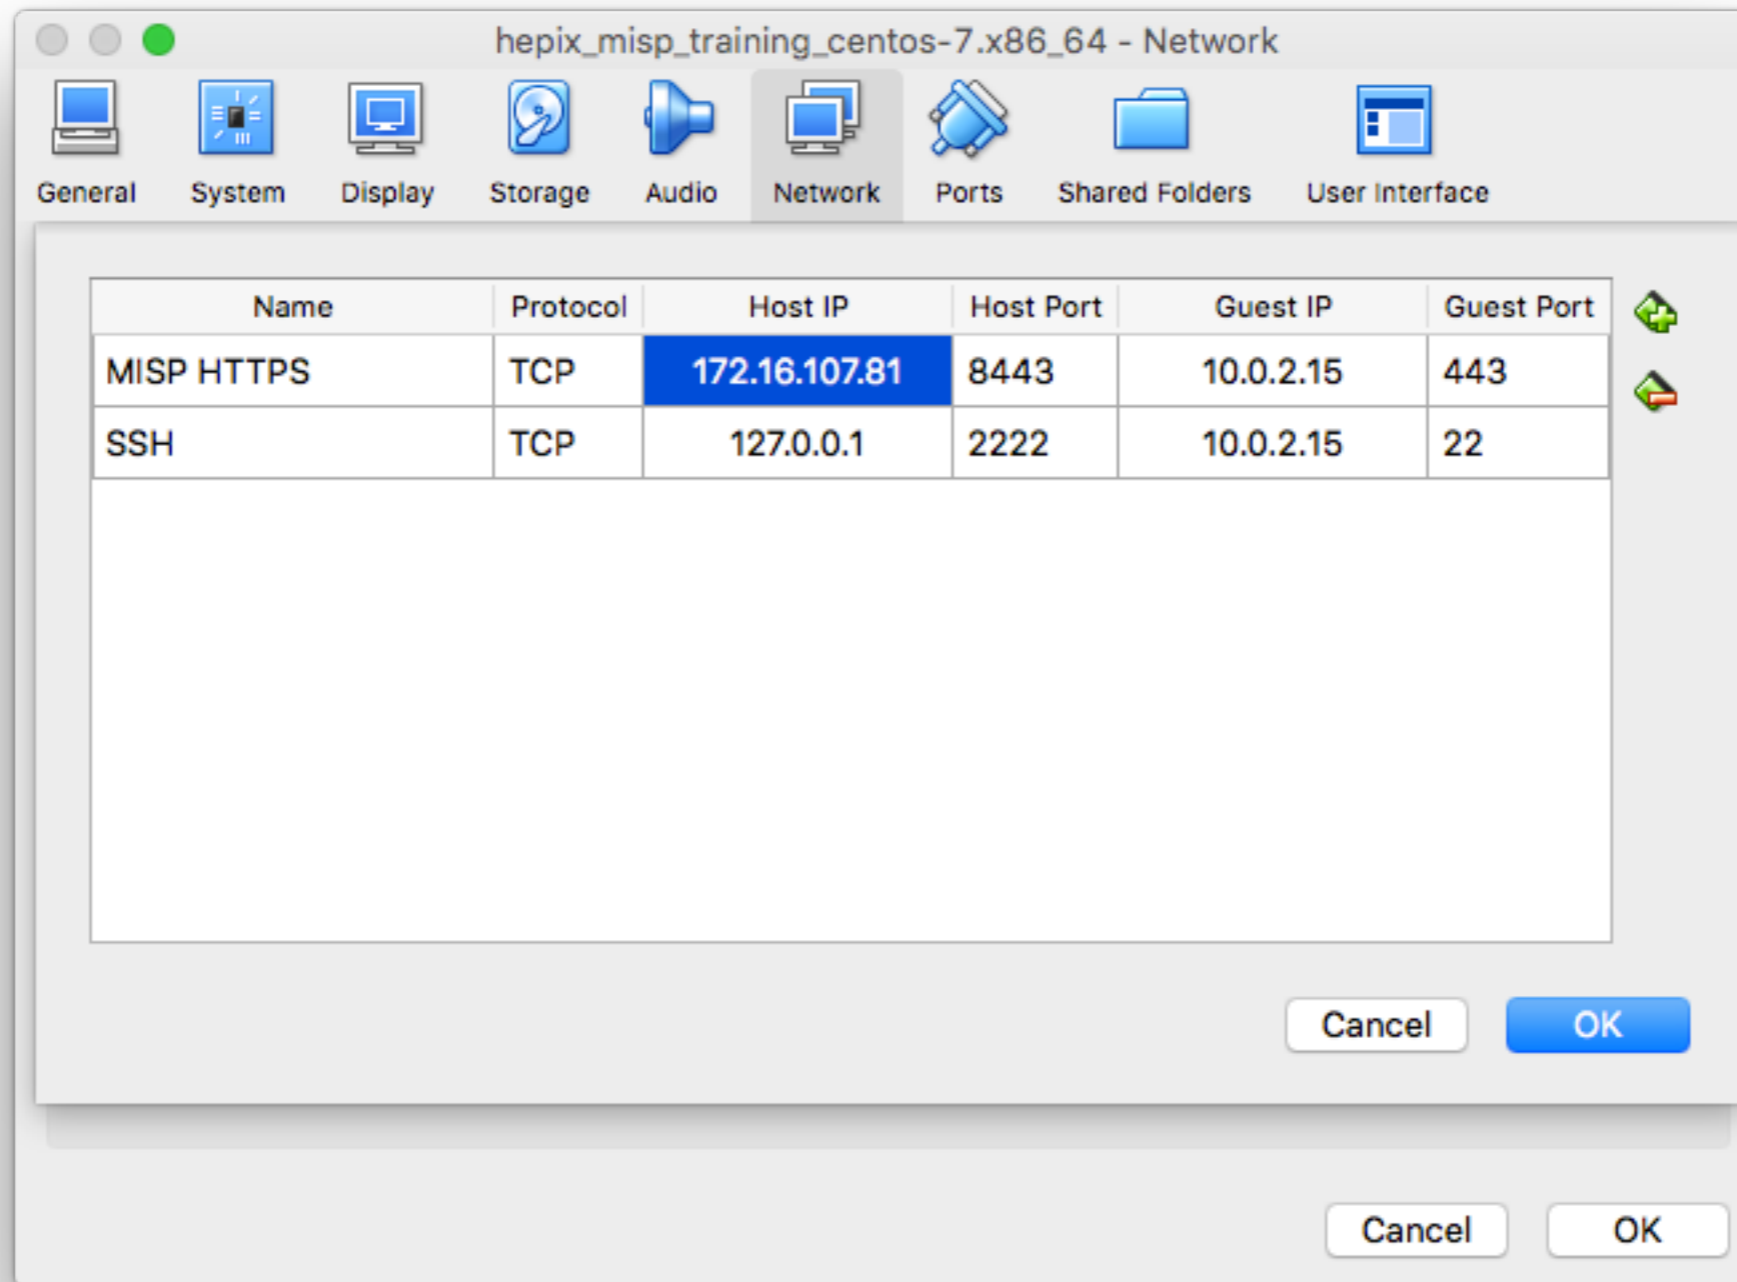 hepix_misp_training_centos-7.x86_64 - Network
General System Display Storage Audio Network Ports Shared Folders User Interface
Name Protocol Host IP Host Port Guest IP Guest Port
MISP HTTPS TCP 172.16.107.81 8443 10.0.2.15 443
SSH TCP 127.0.0.1 2222 10.0.2.15 22
Cancel OK
Cancel OK